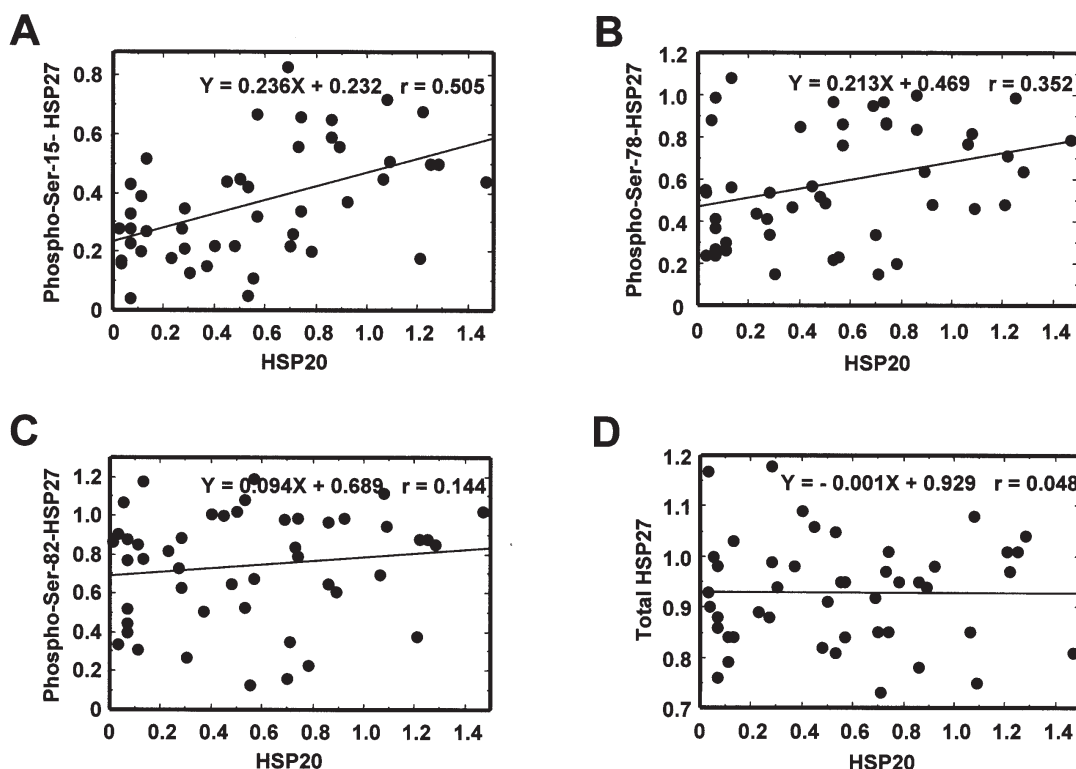 A
Y = 0.236X + 0.232 r = 0.505
Phospho-Ser-15- HSP27
0.8
0.6
0.4
0.2
0
0 0.2 0.4 0.6 0.8 1.0 1.2 1.4
HSP20
B
Y = 0.213X + 0.469 r = 0.352
Phospho-Ser-78-HSP27
1.2
1.0
0.8
0.6
0.4
0.2
0
0 0.2 0.4 0.6 0.8 1.0 1.2 1.4
HSP20
C
Y = 0.094X + 0.689 r = 0.144
Phospho-Ser-82-HSP27
1.2
1.0
0.8
0.6
0.4
0.2
0
0 0.2 0.4 0.6 0.8 1.0 1.2 1.4
HSP20
D
Y = - 0.001X + 0.929 r = 0.048
Total HSP27
1.2
1.1
1.0
0.9
0.8
0.7
0 0.2 0.4 0.6 0.8 1.0 1.2 1.4
HSP20